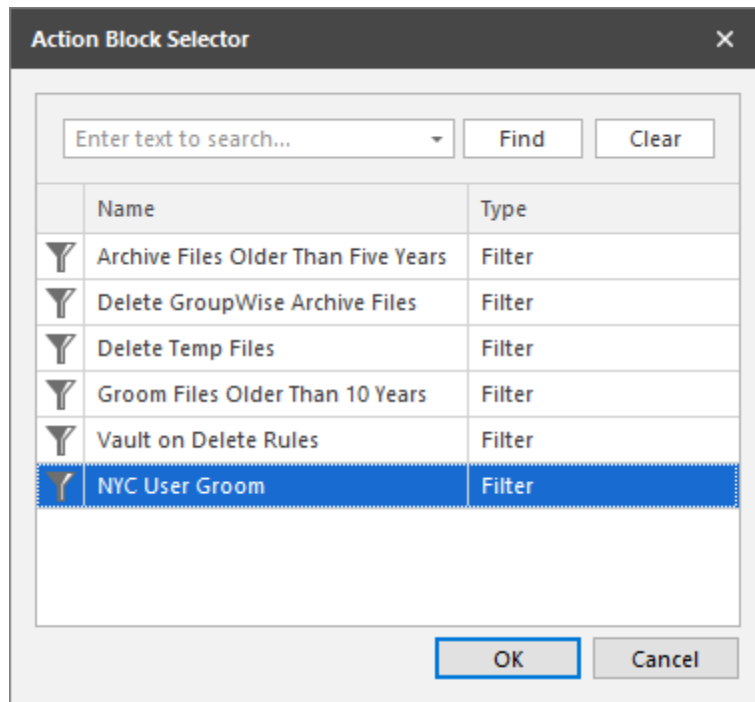 Action Block Selector
Enter text to search... Find Clear
Name Type
Archive Files Older Than Five Years Filter
Delete GroupWise Archive Files Filter
Delete Temp Files Filter
Groom Files Older Than 10 Years Filter
Vault on Delete Rules Filter
NYC User Groom Filter
OK Cancel